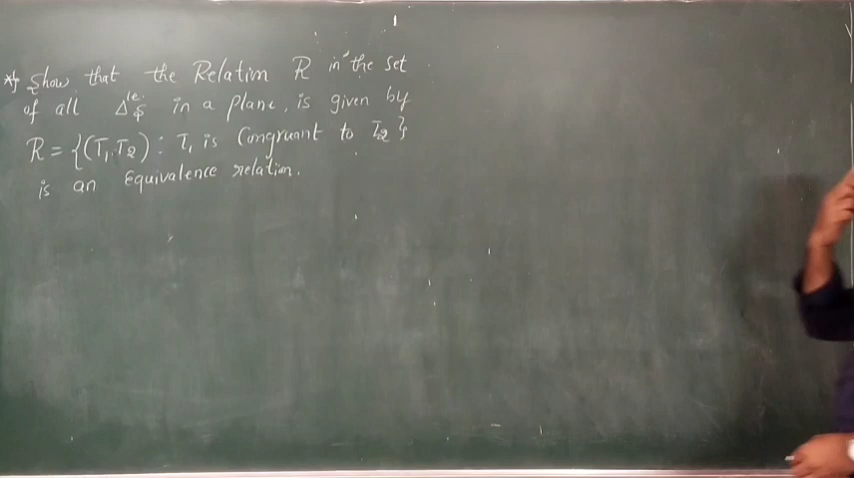 *) Show that the Relation R in the set
of all Δ^le s in a plane, is given by
R = {(T₁, T₂) : T₁ is Congruant to T₂}
is an Equivalence relation.